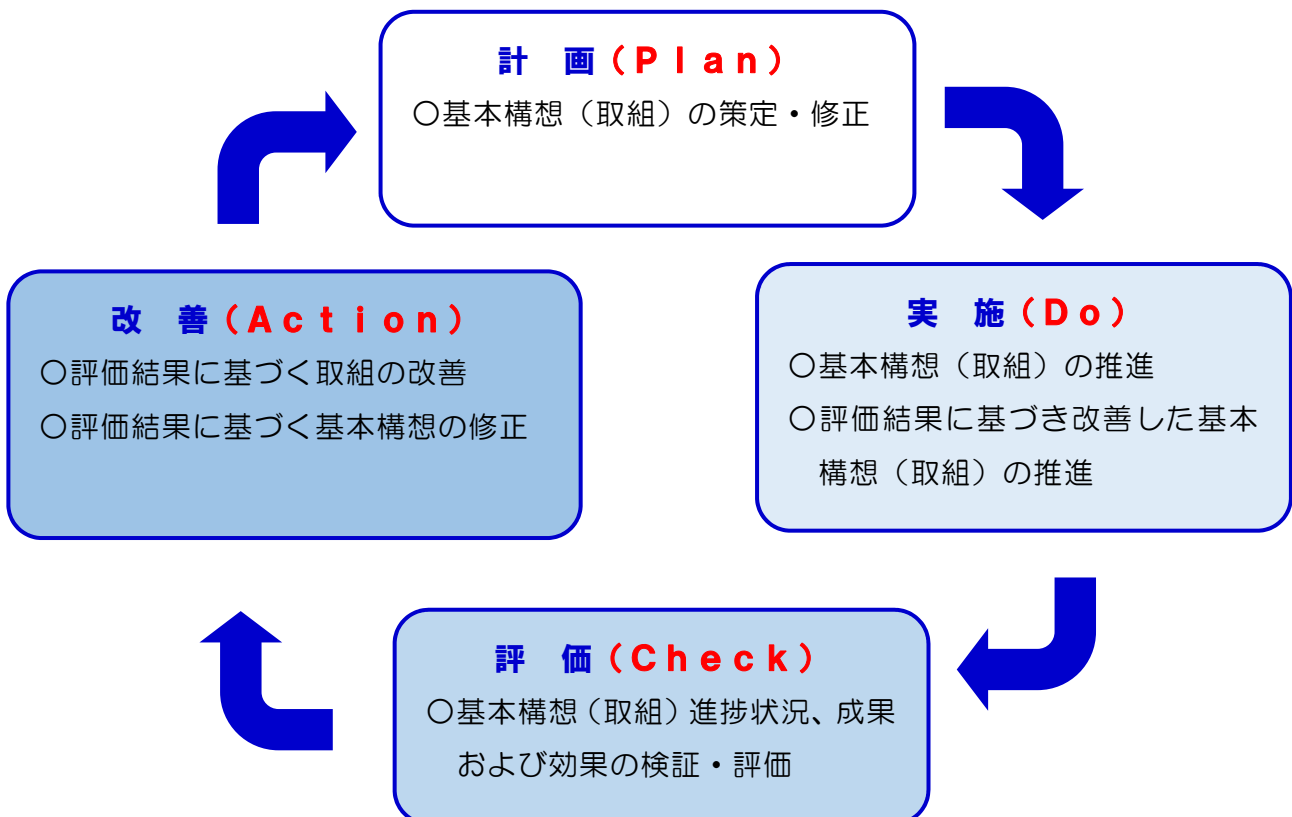 計　画（Ｐｌａｎ）
〇基本構想（取組）の策定・修正
実　施（Ｄｏ）
〇基本構想（取組）の推進
〇評価結果に基づき改善した基本
構想（取組）の推進
評　価（Ｃｈｅｃｋ）
〇基本構想（取組）進捗状況、成果
および効果の検証・評価
改　善（Ａｃｔｉｏｎ）
〇評価結果に基づく取組の改善
〇評価結果に基づく基本構想の修正